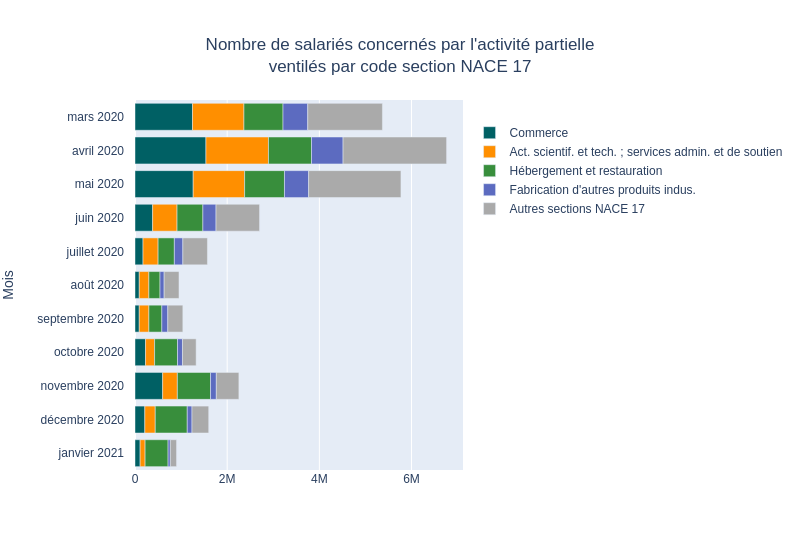 Nombre de salariés concernés par l'activité partielle
ventilés par code section NACE 17
mars 2020
avril 2020
mai 2020
juin 2020
juillet 2020
août 2020
septembre 2020
octobre 2020
novembre 2020
décembre 2020
janvier 2021
Mois
0
2M
4M
6M
Commerce
Act. scientif. et tech. ; services admin. et de soutien
Hébergement et restauration
Fabrication d'autres produits indus.
Autres sections NACE 17